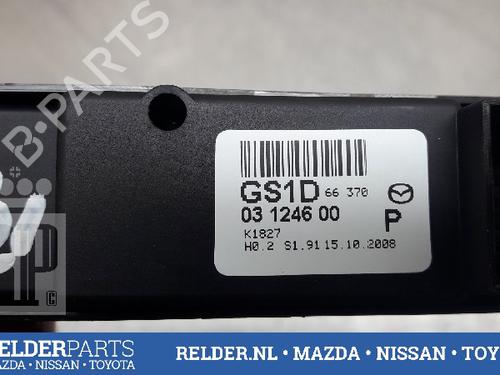 B·PARTS
GS1D 66 370
03 1246 00
P
K1827
H0.2 S1.91 15.10.2008
RELDERPARTS
MAZDA • NISSAN • TOYOTA
RELDER.NL • MAZDA • NISSAN • TOYO